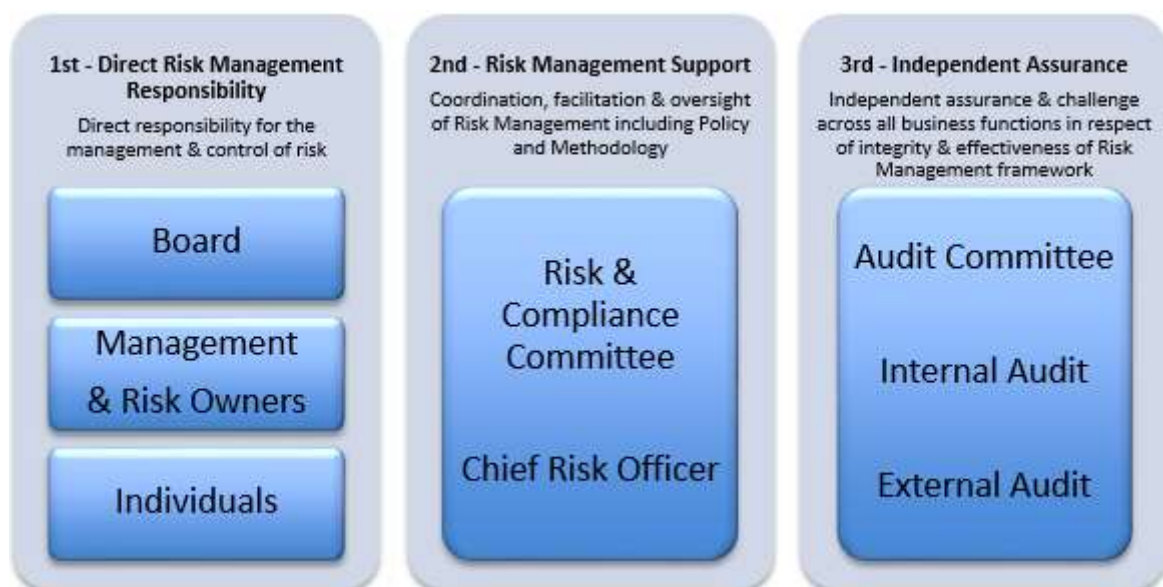 1st - Direct Risk Management
Responsibility
Direct responsibility for the
management & control of risk
Board
Management
& Risk Owners
Individuals
2nd - Risk Management Support
Coordination, facilitation & oversight
of Risk Management including Policy
and Methodology
Risk &
Compliance
Committee
Chief Risk Officer
3rd - Independent Assurance
Independent assurance & challenge
across all business functions in respect
of integrity & effectiveness of Risk
Management framework
Audit Committee
Internal Audit
External Audit